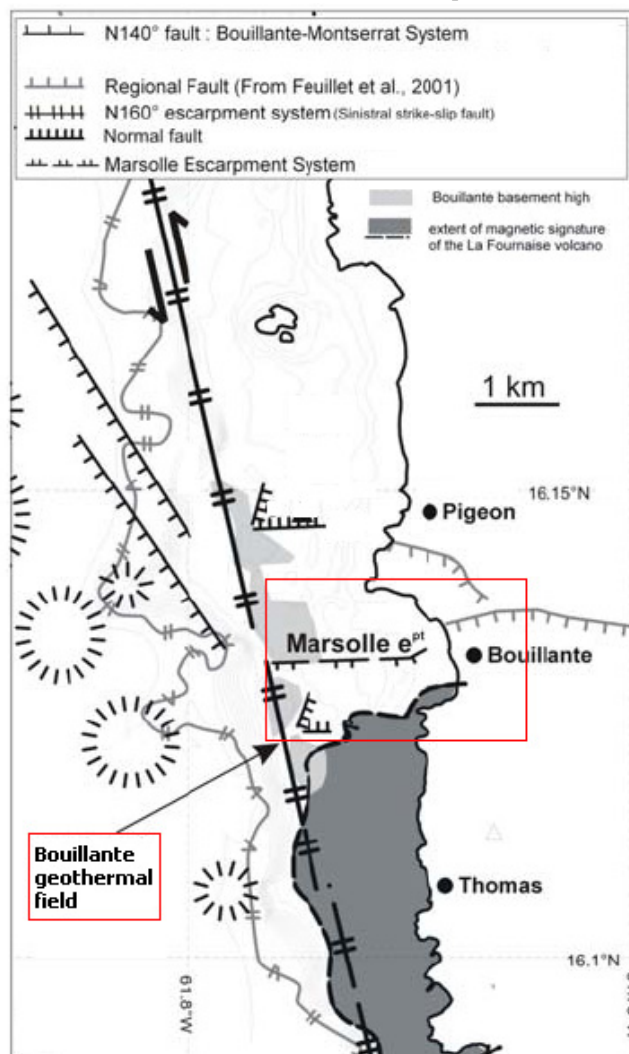 N140° fault : Bouillante-Montserrat System
Regional Fault (From Feuillet et al., 2001)
N160° escarpment system (Sinistral strike-slip fault)
Normal fault
Marsolle Escarpment System
Bouillante basement high
extent of magnetic signature
of the La Fournaise volcano
1 km
16.15°N
Pigeon
Marsolle e^pt
Bouillante
Bouillante
geothermal
field
Thomas
16.1°N
61.8°W